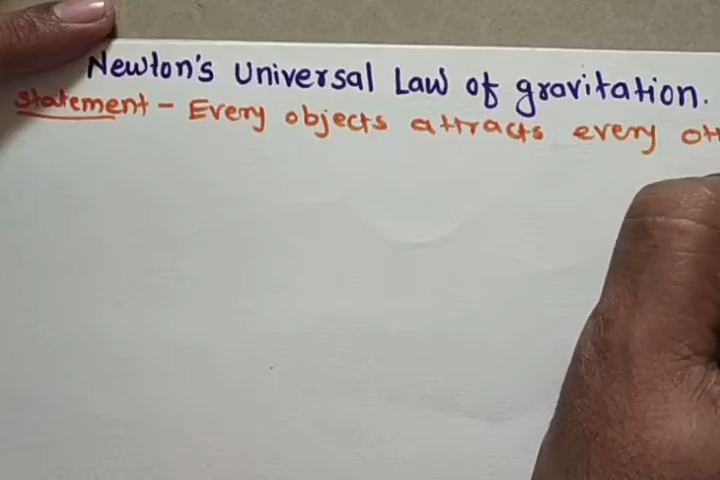 Newton's Universal Law of gravitation.
Statement - Every objects attracts every